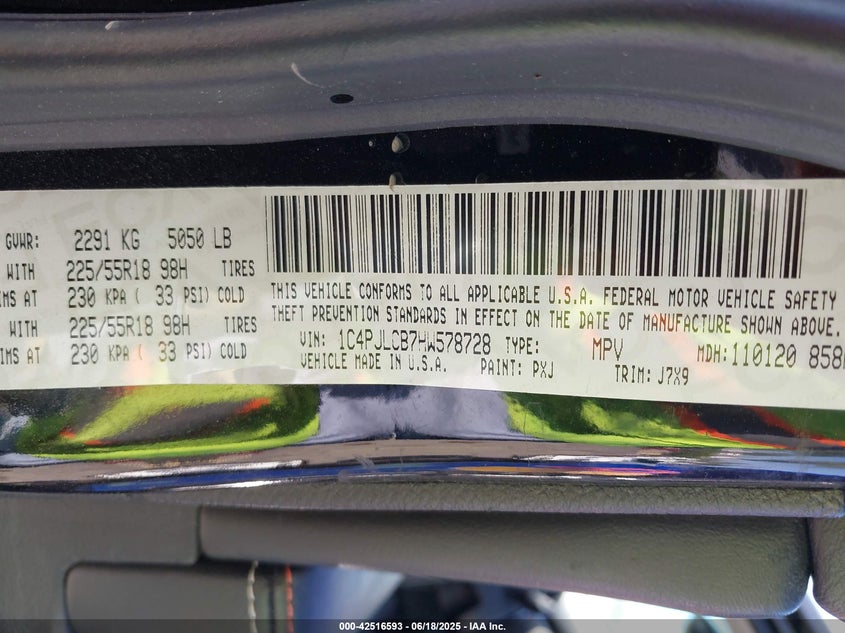 GVWR: 2291 KG 5050 LB
WITH 225/55R18 98H TIRES
IMS AT 230 KPA ( 33 PSI) COLD
WITH 225/55R18 98H TIRES
IMS AT 230 KPA ( 33 PSI) COLD
THIS VEHICLE CONFORMS TO ALL APPLICABLE U.S.A. FEDERAL MOTOR VEHICLE SAFETY
THEFT PREVENTION STANDARDS IN EFFECT ON THE DATE OF MANUFACTURE SHOWN ABOVE.
VIN: 1C4PJLCB7HW578728 TYPE: MPV MDH: 110120 858
VEHICLE MADE IN U.S.A. PAINT: PXJ TRIM: J7X9
000-42516593 - 06/18/2025 - IAA Inc.